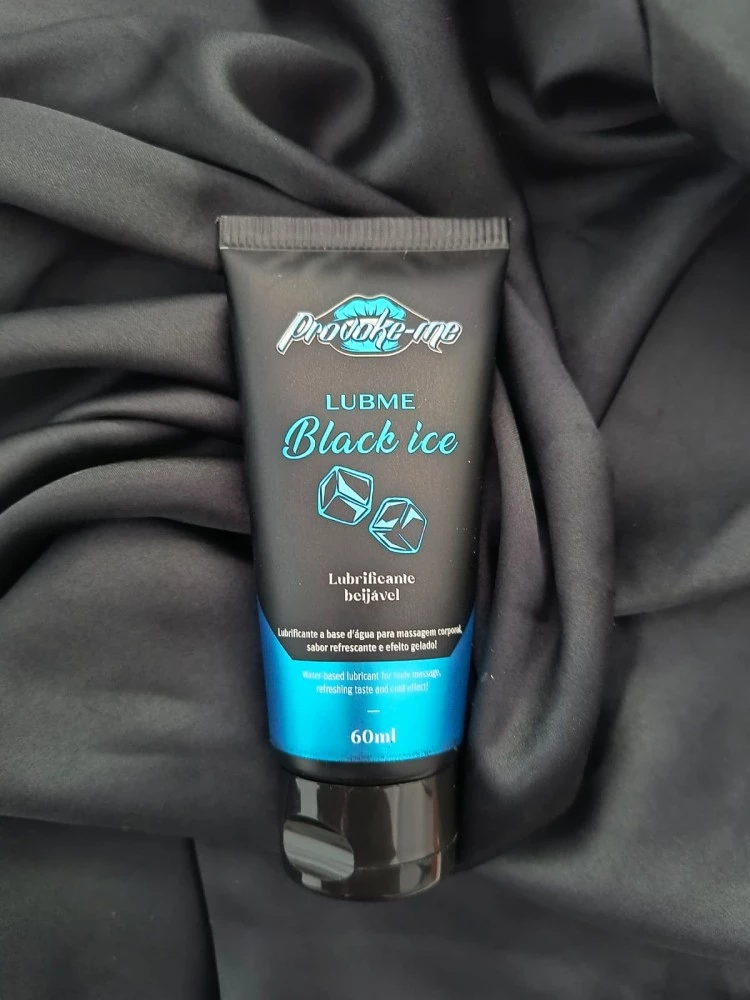 Provoke-me
LUBME
Black ice
Lubrificante
beijável
Lubrificante a base d'água para massagem corporal,
sabor refrescante e efeito gelado!
Water-based lubricant for body massage,
refreshing taste and cold effect!
60ml